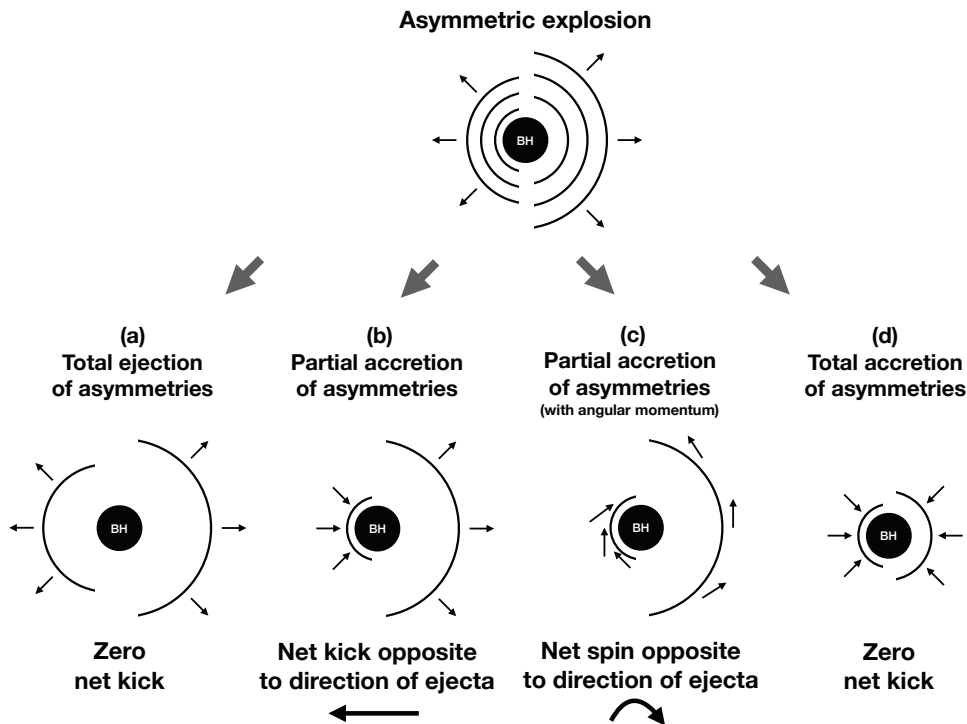 Asymmetric explosion
BH
(a)
Total ejection
of asymmetries
(b)
Partial accretion
of asymmetries
(c)
Partial accretion
of asymmetries
(with angular momentum)
(d)
Total accretion
of asymmetries
BH
BH
BH
BH
Zero
net kick
Net kick opposite
to direction of ejecta
Net spin opposite
to direction of ejecta
Zero
net kick